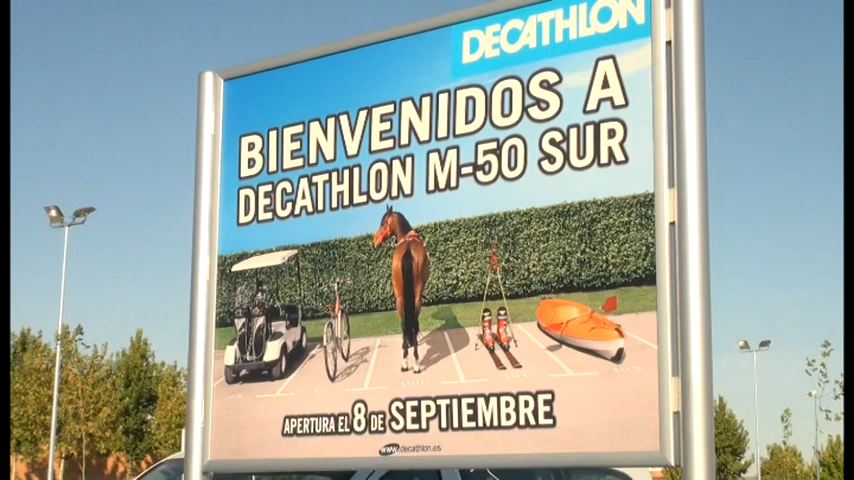 DECATHLON
BIENVENIDOS A
DECATHLON M-50 SUR
APERTURA EL 8 DE SEPTIEMBRE
www.decathlon.es